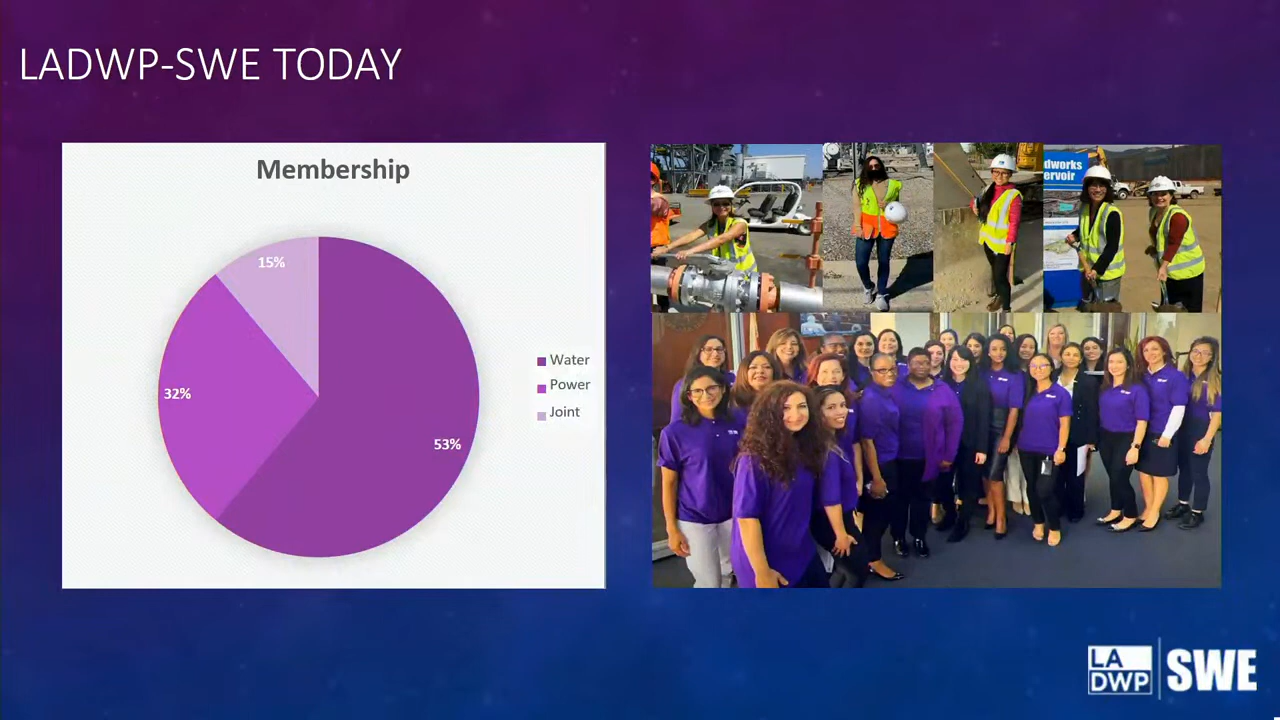 LADWP-SWE TODAY
Membership
15%
32%
53%
Water
Power
Joint
dworks
ervoir
LA
DWP
SWE